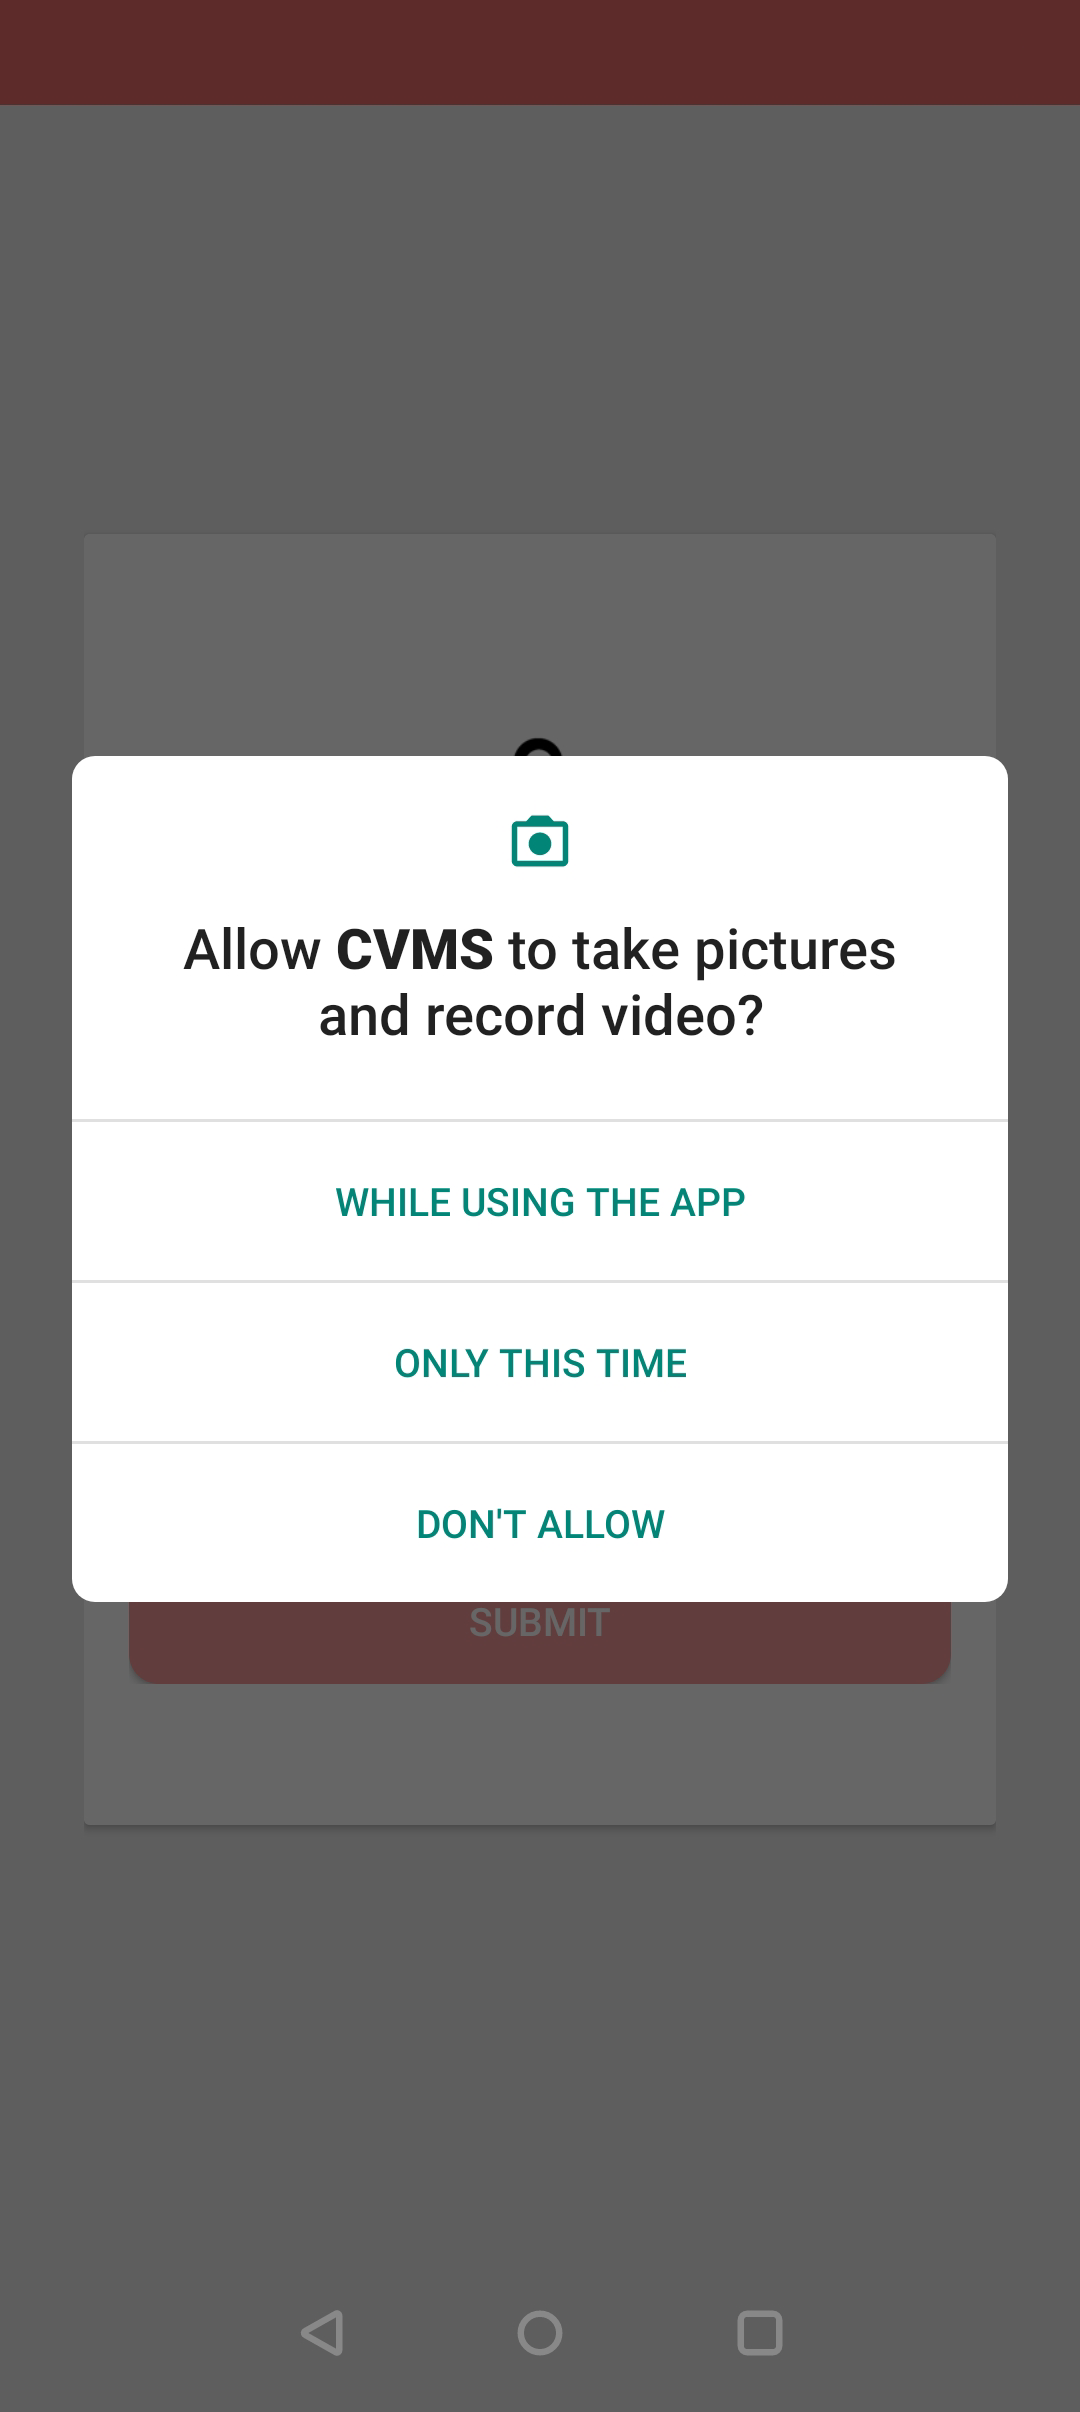 Allow CVMS to take pictures
and record video?
WHILE USING THE APP
ONLY THIS TIME
DON'T ALLOW
SUBMIT